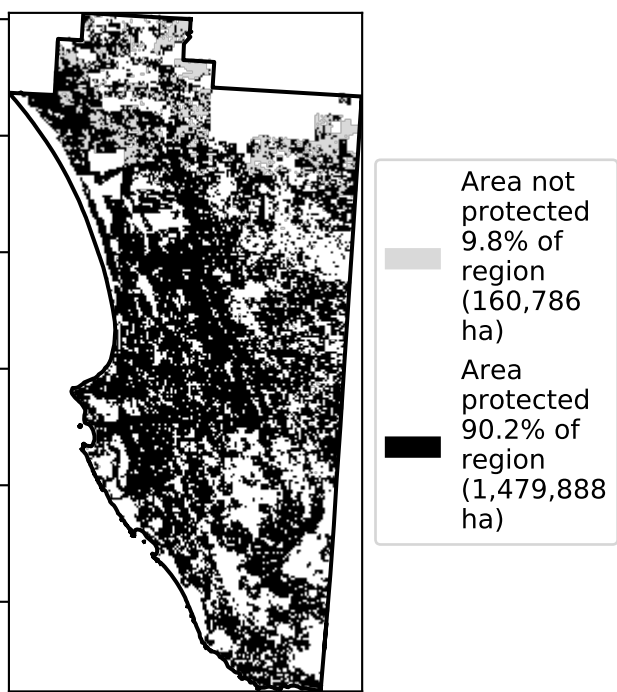 Area not
protected
9.8% of
region
(160,786
ha)
Area
protected
90.2% of
region
(1,479,888
ha)